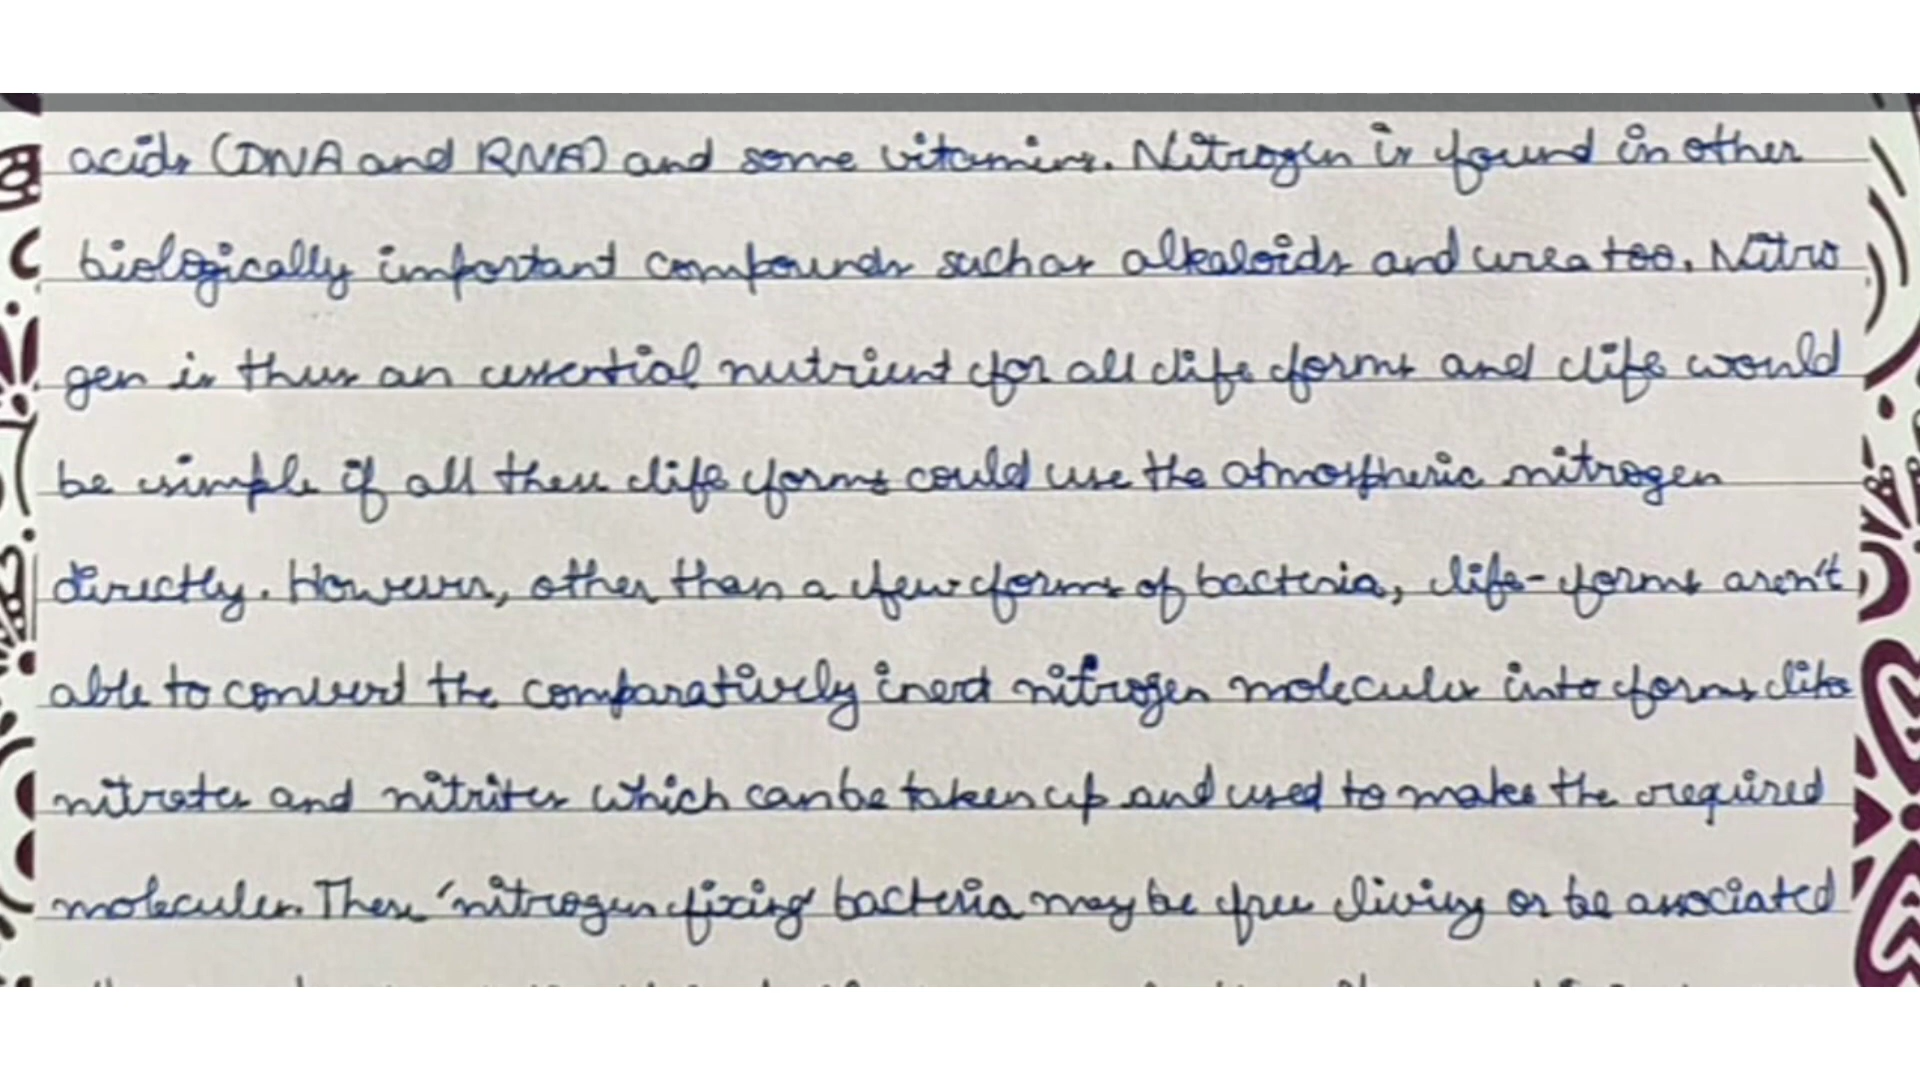 acids (DNA and RNA) and some vitamins. Nitrogen is found in other
biologically important compounds such as alkaloids and urea too. Nitro
gen is thus an essential nutrient for all life forms and life would
be simple if all these life forms could use the atmospheric nitrogen
directly. However, other than a few forms of bacteria, life-forms aren't
able to convert the comparatively inert nitrogen molecules into forms like
nitrates and nitrites which can be taken up and used to make the required
molecules. These 'nitrogen fixing' bacteria may be free living or be associated